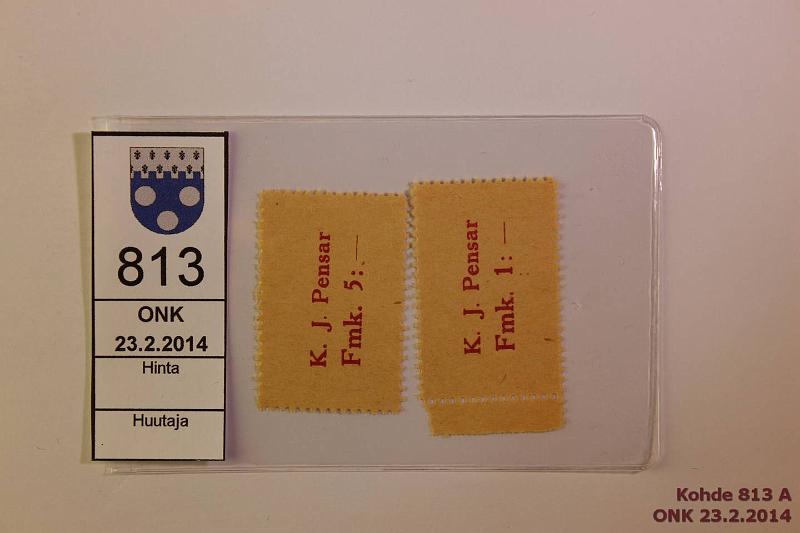 813
ONK
23.2.2014
Hinta
Huutaja
K. J. Pensar
Fmk. 5:—
K. J. Pensar
Fmk. 1: —
Kohde 813 A
ONK 23.2.2014